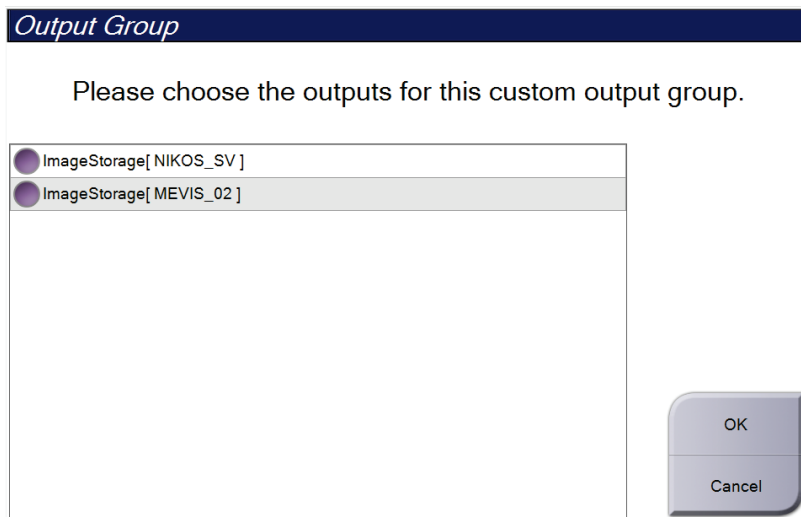 Output Group
Please choose the outputs for this custom output group.
ImageStorage[ NIKOS_SV ]
ImageStorage[ MEVIS_02 ]
OK
Cancel